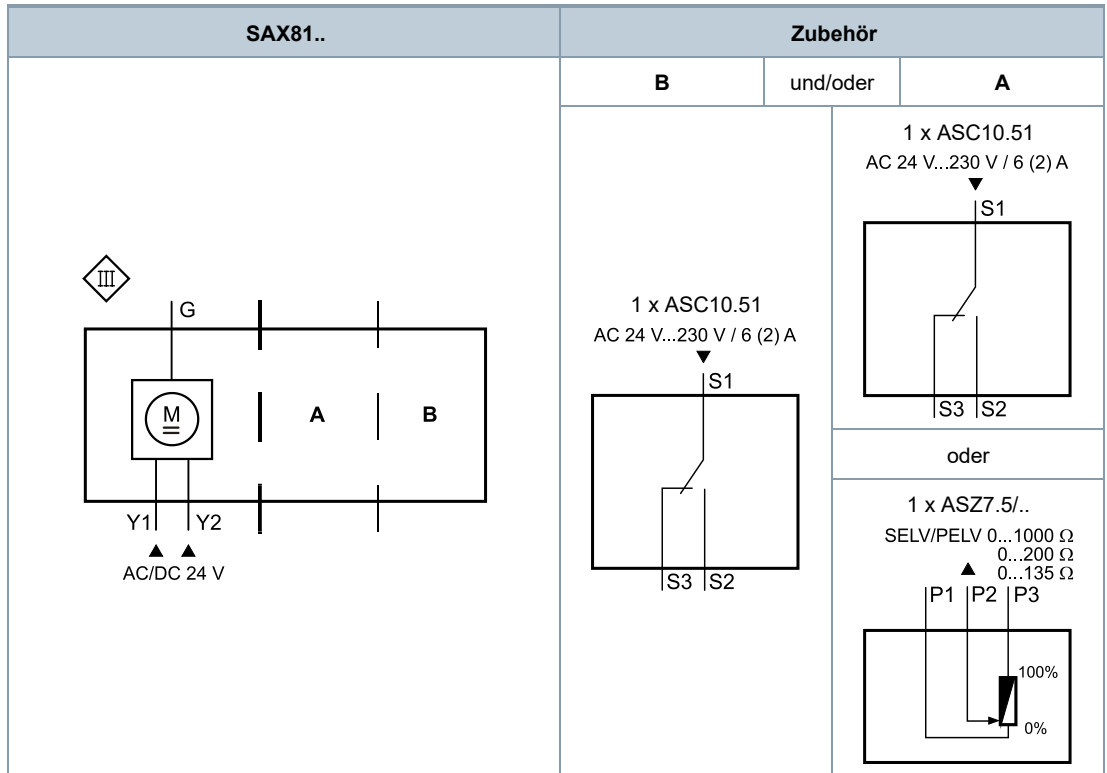 SAX81..
Zubehör
B
und/oder
A
III
G
M
A
B
Y1
Y2
AC/DC 24 V
1 x ASC10.51
AC 24 V...230 V / 6 (2) A
S1
S3
S2
1 x ASC10.51
AC 24 V...230 V / 6 (2) A
S1
S3
S2
oder
1 x ASZ7.5/..
SELV/PELV 0...1000 Ω
0...200 Ω
0...135 Ω
P1
P2
P3
100%
0%